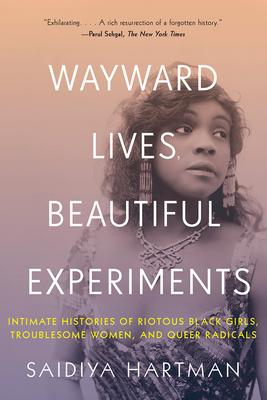 "Exhilarating. . . . A rich resurrection of a forgotten history."
—Parul Sehgal, The New York Times
WAYWARD
LIVES,
BEAUTIFUL
EXPERIMENTS
INTIMATE HISTORIES OF RIOTOUS BLACK GIRLS,
TROUBLESOME WOMEN, AND QUEER RADICALS
SAIDIYA HARTMAN